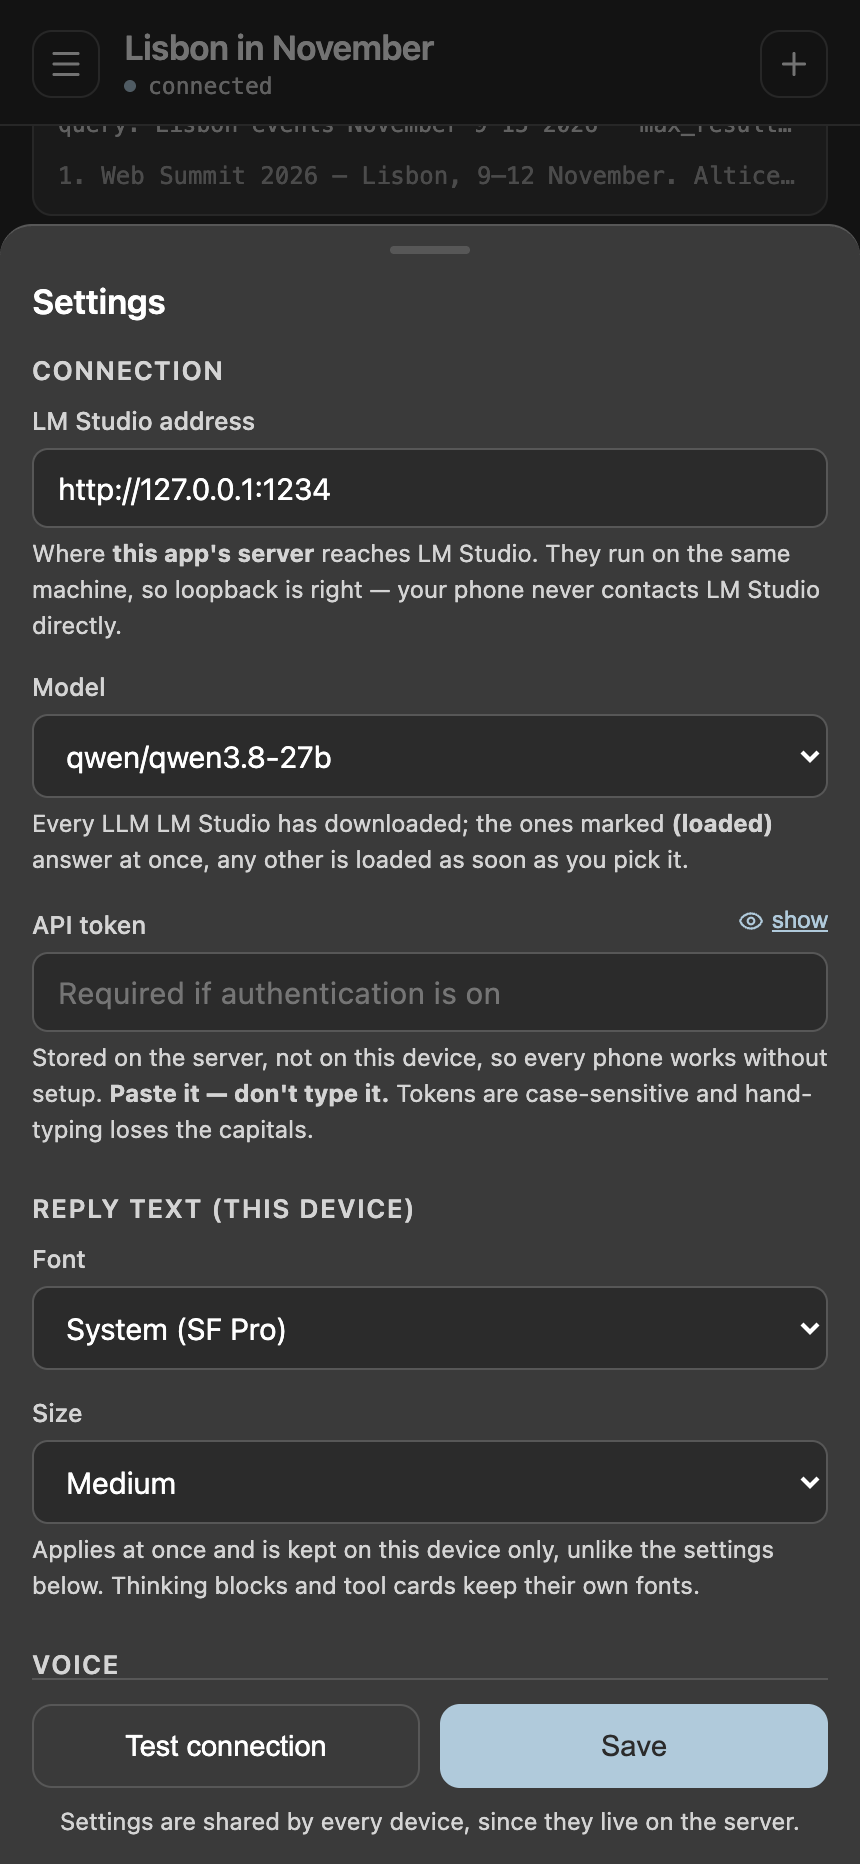 Lisbon in November
connected
query: Lisbon events November 9-15 2026 max_result…
1. Web Summit 2026 — Lisbon, 9–12 November. Altice…
Settings
CONNECTION
LM Studio address
http://127.0.0.1:1234
Where this app's server reaches LM Studio. They run on the same
machine, so loopback is right — your phone never contacts LM Studio
directly.
Model
qwen/qwen3.8-27b
Every LLM LM Studio has downloaded; the ones marked (loaded)
answer at once, any other is loaded as soon as you pick it.
API token
show
Required if authentication is on
Stored on the server, not on this device, so every phone works without
setup. Paste it — don't type it. Tokens are case-sensitive and hand-
typing loses the capitals.
REPLY TEXT (THIS DEVICE)
Font
System (SF Pro)
Size
Medium
Applies at once and is kept on this device only, unlike the settings
below. Thinking blocks and tool cards keep their own fonts.
VOICE
Test connection
Save
Settings are shared by every device, since they live on the server.